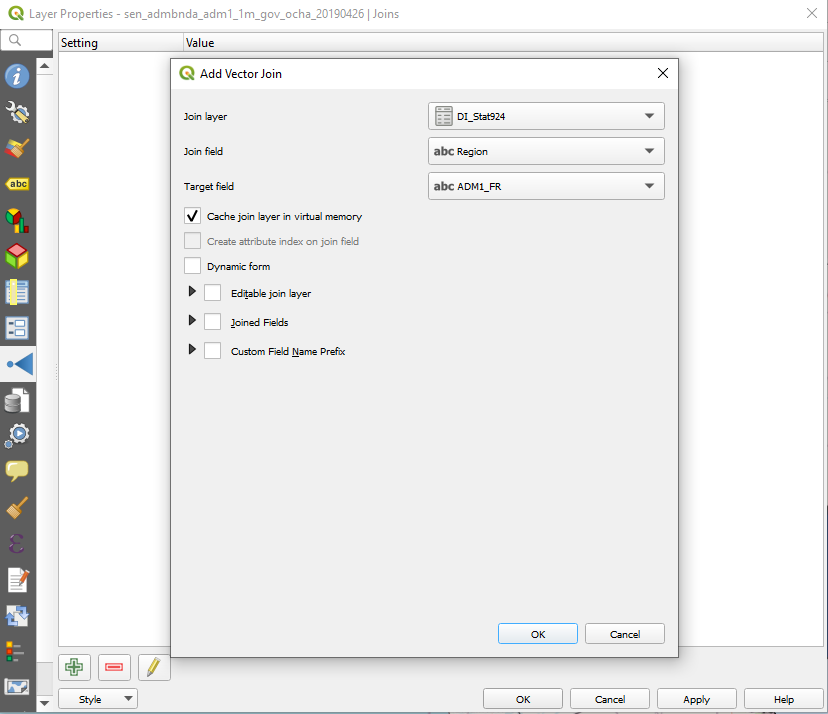 Layer Properties - sen_admbnda_adm1_1m_gov_ocha_20190426 | Joins
Setting Value
Add Vector Join
Join layer DI_Stat924
Join field abc Region
Target field abc ADM1_FR
abc
Cache join layer in virtual memory
Create attribute index on join field
Dynamic form
Editable join layer
Joined Fields
Custom Field Name Prefix
OK Cancel
Style OK Cancel Apply Help